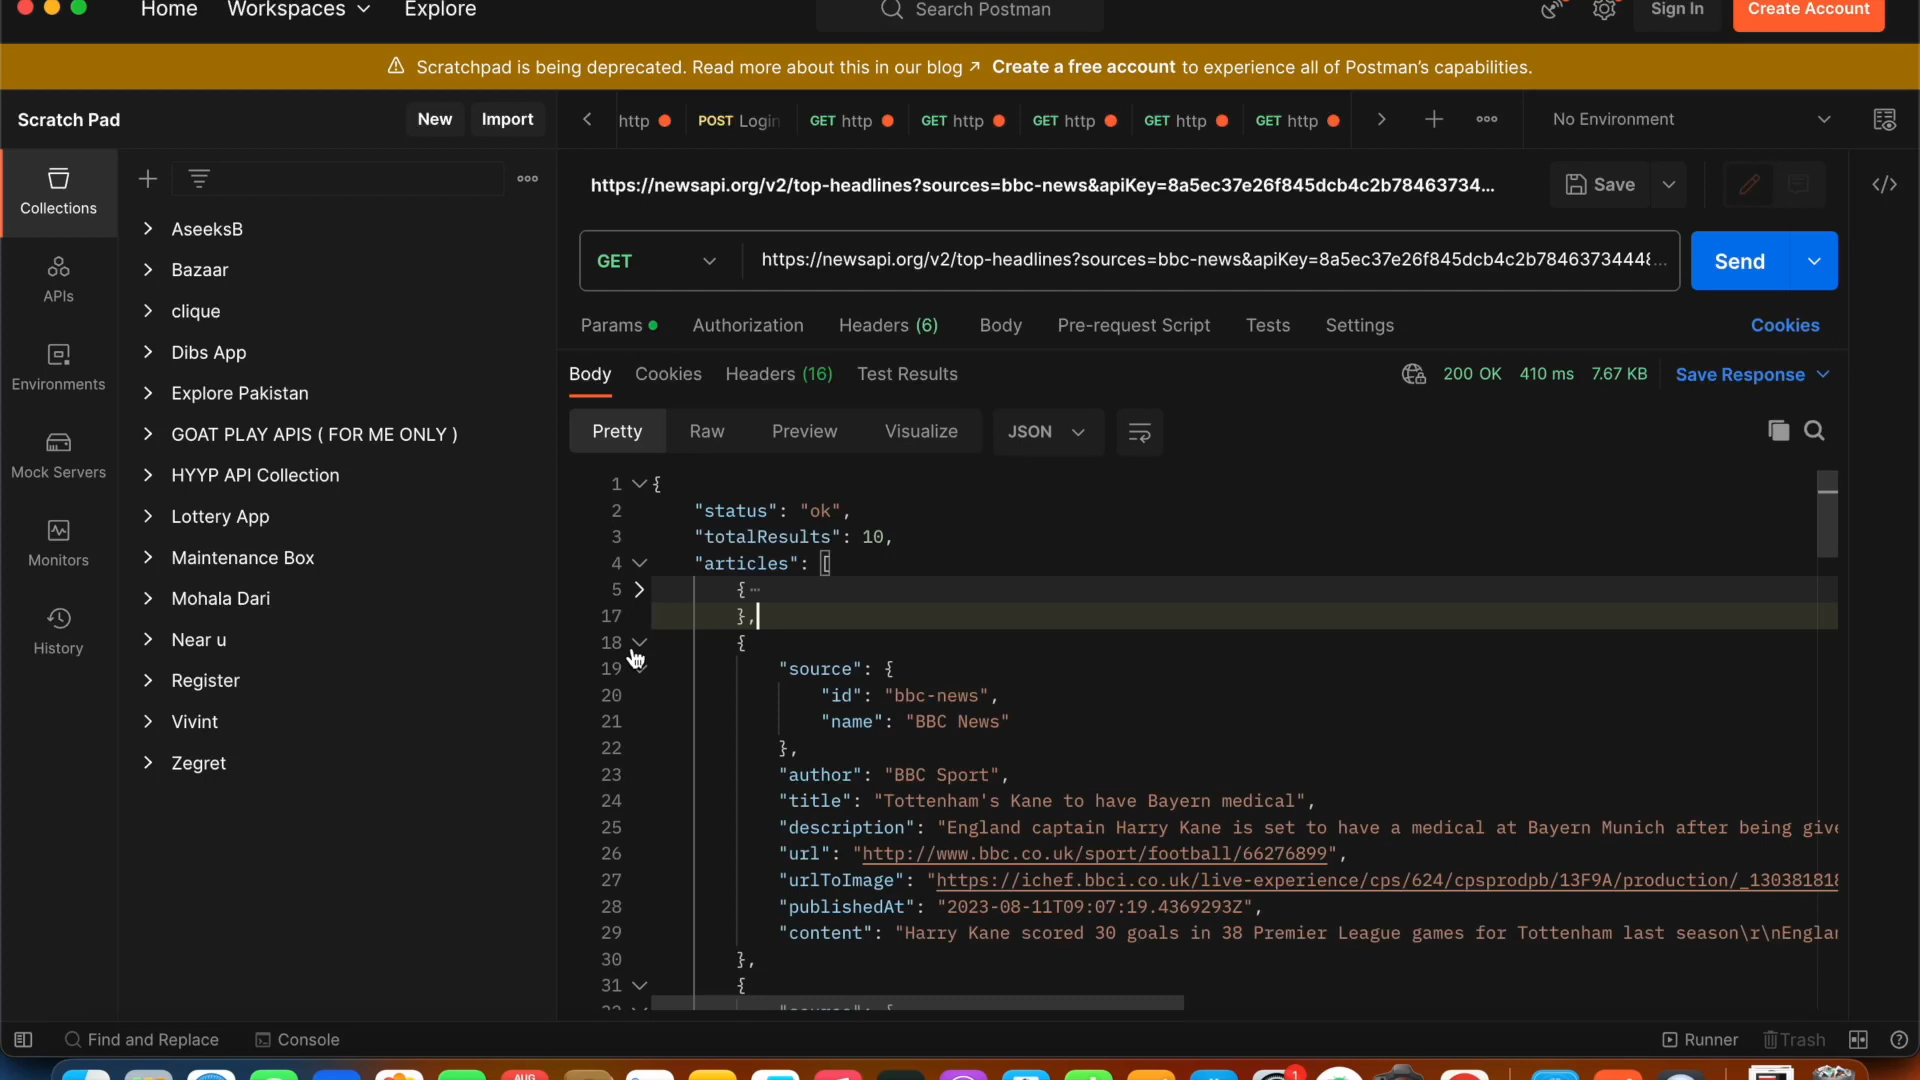 Home Workspaces Explore Search Postman Sign In Create Account
Scratchpad is being deprecated. Read more about this in our blog ↗ Create a free account to experience all of Postman's capabilities.
Scratch Pad New Import http POST Login GET http GET http GET http GET http GET http No Environment
Collections
APIs
Environments
Mock Servers
Monitors
History
AseeksB
Bazaar
clique
Dibs App
Explore Pakistan
GOAT PLAY APIS ( FOR ME ONLY )
HYYP API Collection
Lottery App
Maintenance Box
Mohala Dari
Near u
Register
Vivint
Zegret
https://newsapi.org/v2/top-headlines?sources=bbc-news&apiKey=8a5ec37e26f845dcb4c2b78463734... Save
GET https://newsapi.org/v2/top-headlines?sources=bbc-news&apiKey=8a5ec37e26f845dcb4c2b784637344448... Send
Params Authorization Headers (6) Body Pre-request Script Tests Settings Cookies
Body Cookies Headers (16) Test Results 200 OK 410 ms 7.67 KB Save Response
Pretty Raw Preview Visualize JSON
1 {
2 "status": "ok",
3 "totalResults": 10,
4 "articles": [
5 { ...
17 },
18 {
19 "source": {
20 "id": "bbc-news",
21 "name": "BBC News"
22 },
23 "author": "BBC Sport",
24 "title": "Tottenham's Kane to have Bayern medical",
25 "description": "England captain Harry Kane is set to have a medical at Bayern Munich after being give
26 "url": "http://www.bbc.co.uk/sport/football/66276899",
27 "urlToImage": "https://ichef.bbci.co.uk/live-experience/cps/624/cpsprodpb/13F9A/production/_130381818
28 "publishedAt": "2023-08-11T09:07:19.4369293Z",
29 "content": "Harry Kane scored 30 goals in 38 Premier League games for Tottenham last season\r\nEnglan
30 },
31 {
Find and Replace Console Runner Trash
AUG 1